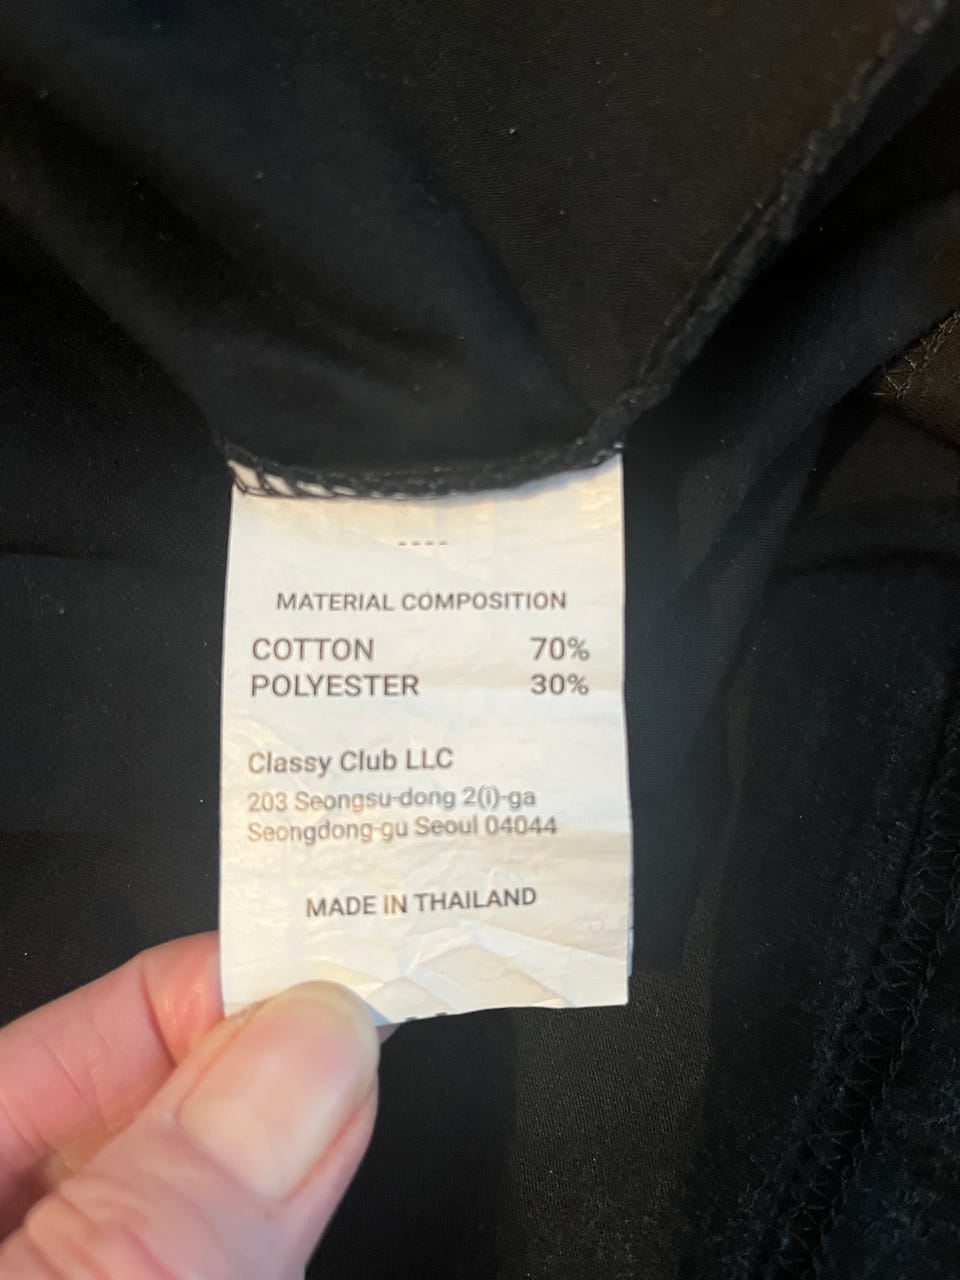 ----
MATERIAL COMPOSITION
COTTON 70%
POLYESTER 30%
Classy Club LLC
203 Seongsu-dong 2(i)-ga
Seongdong-gu Seoul 04044
MADE IN THAILAND